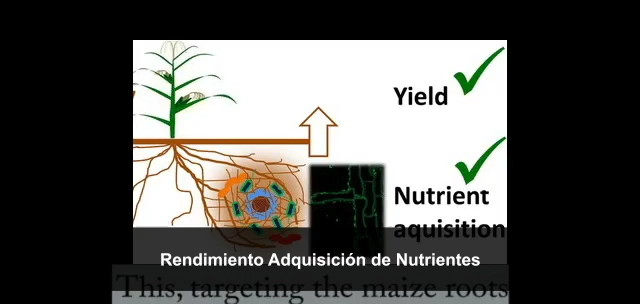 Yield
Nutrient
aquisition
Rendimiento Adquisición de Nutrientes
This, targeting the maize roots